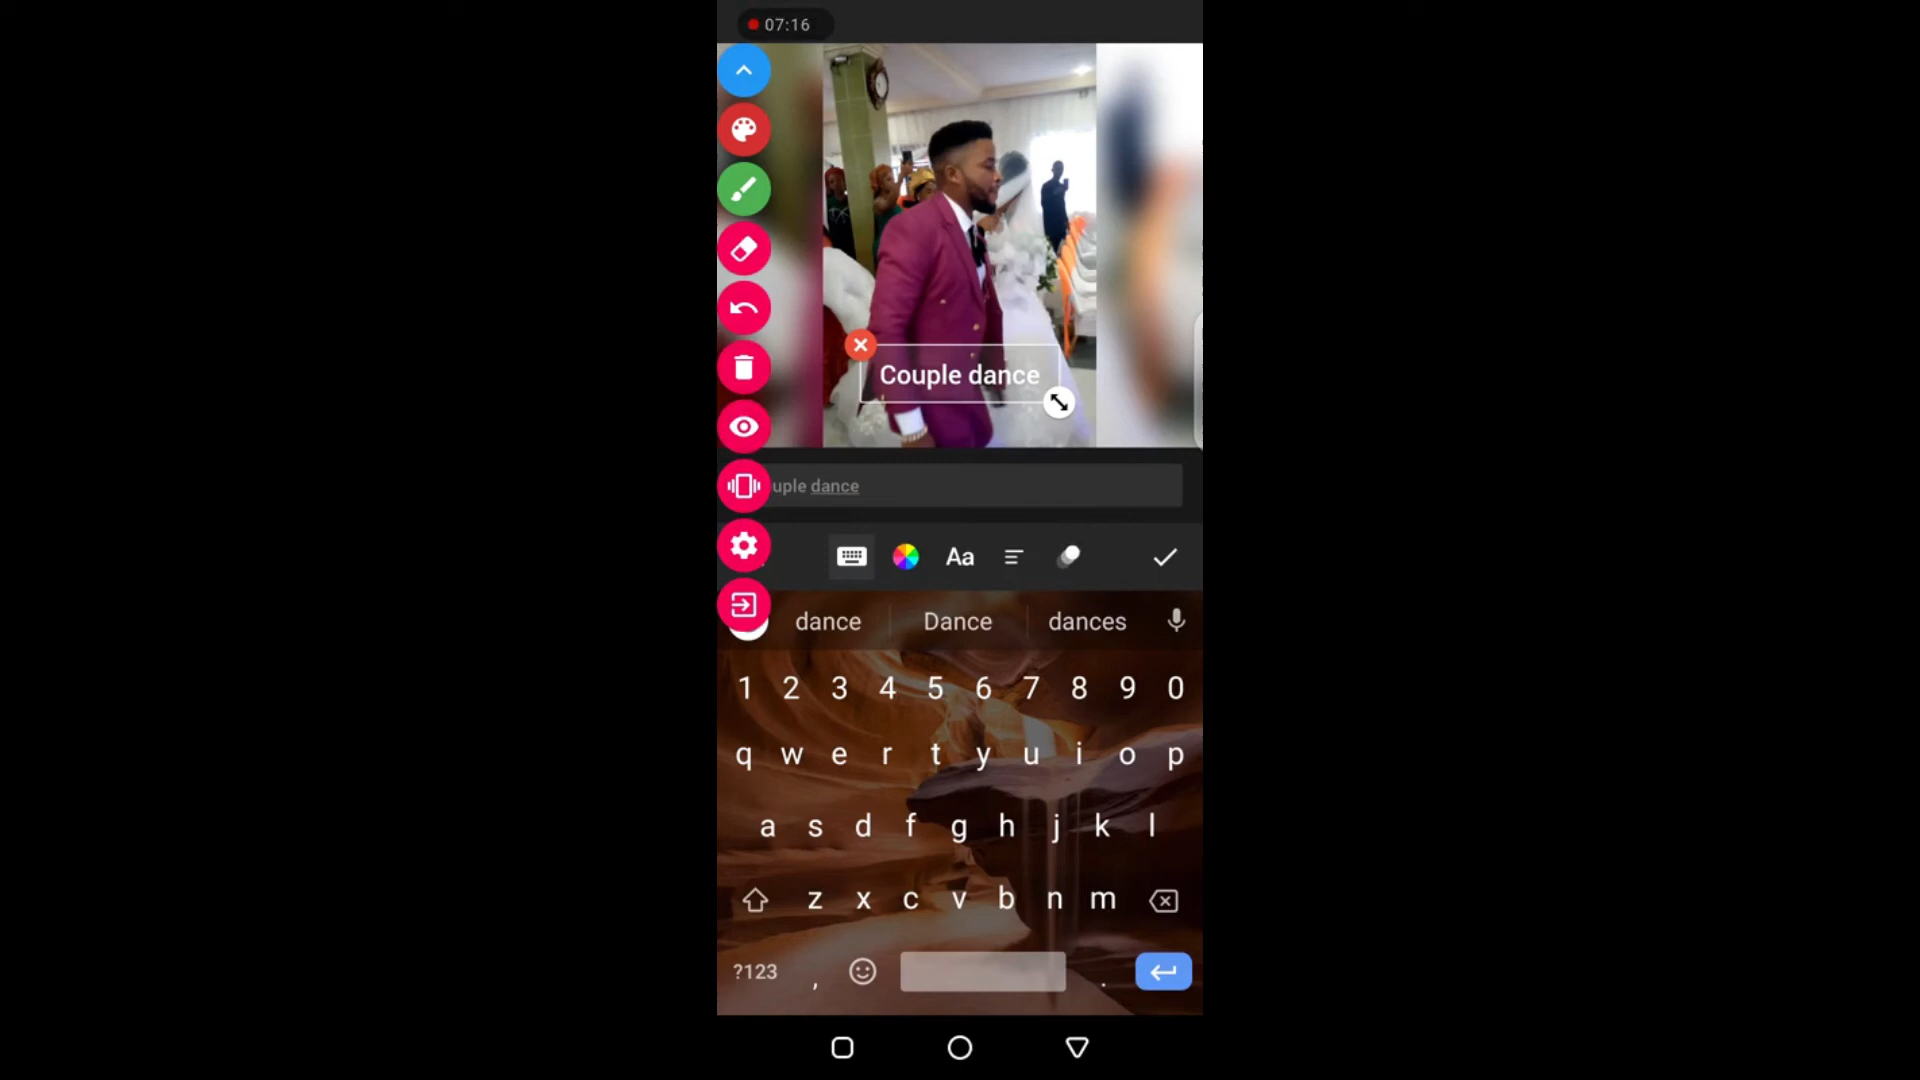 07:16
Couple dance
uple dance
Aa
dance Dance dances
1 2 3 4 5 6 7 8 9 0
q w e r t y u i o p
a s d f g h j k l
z x c v b n m
?123 , .